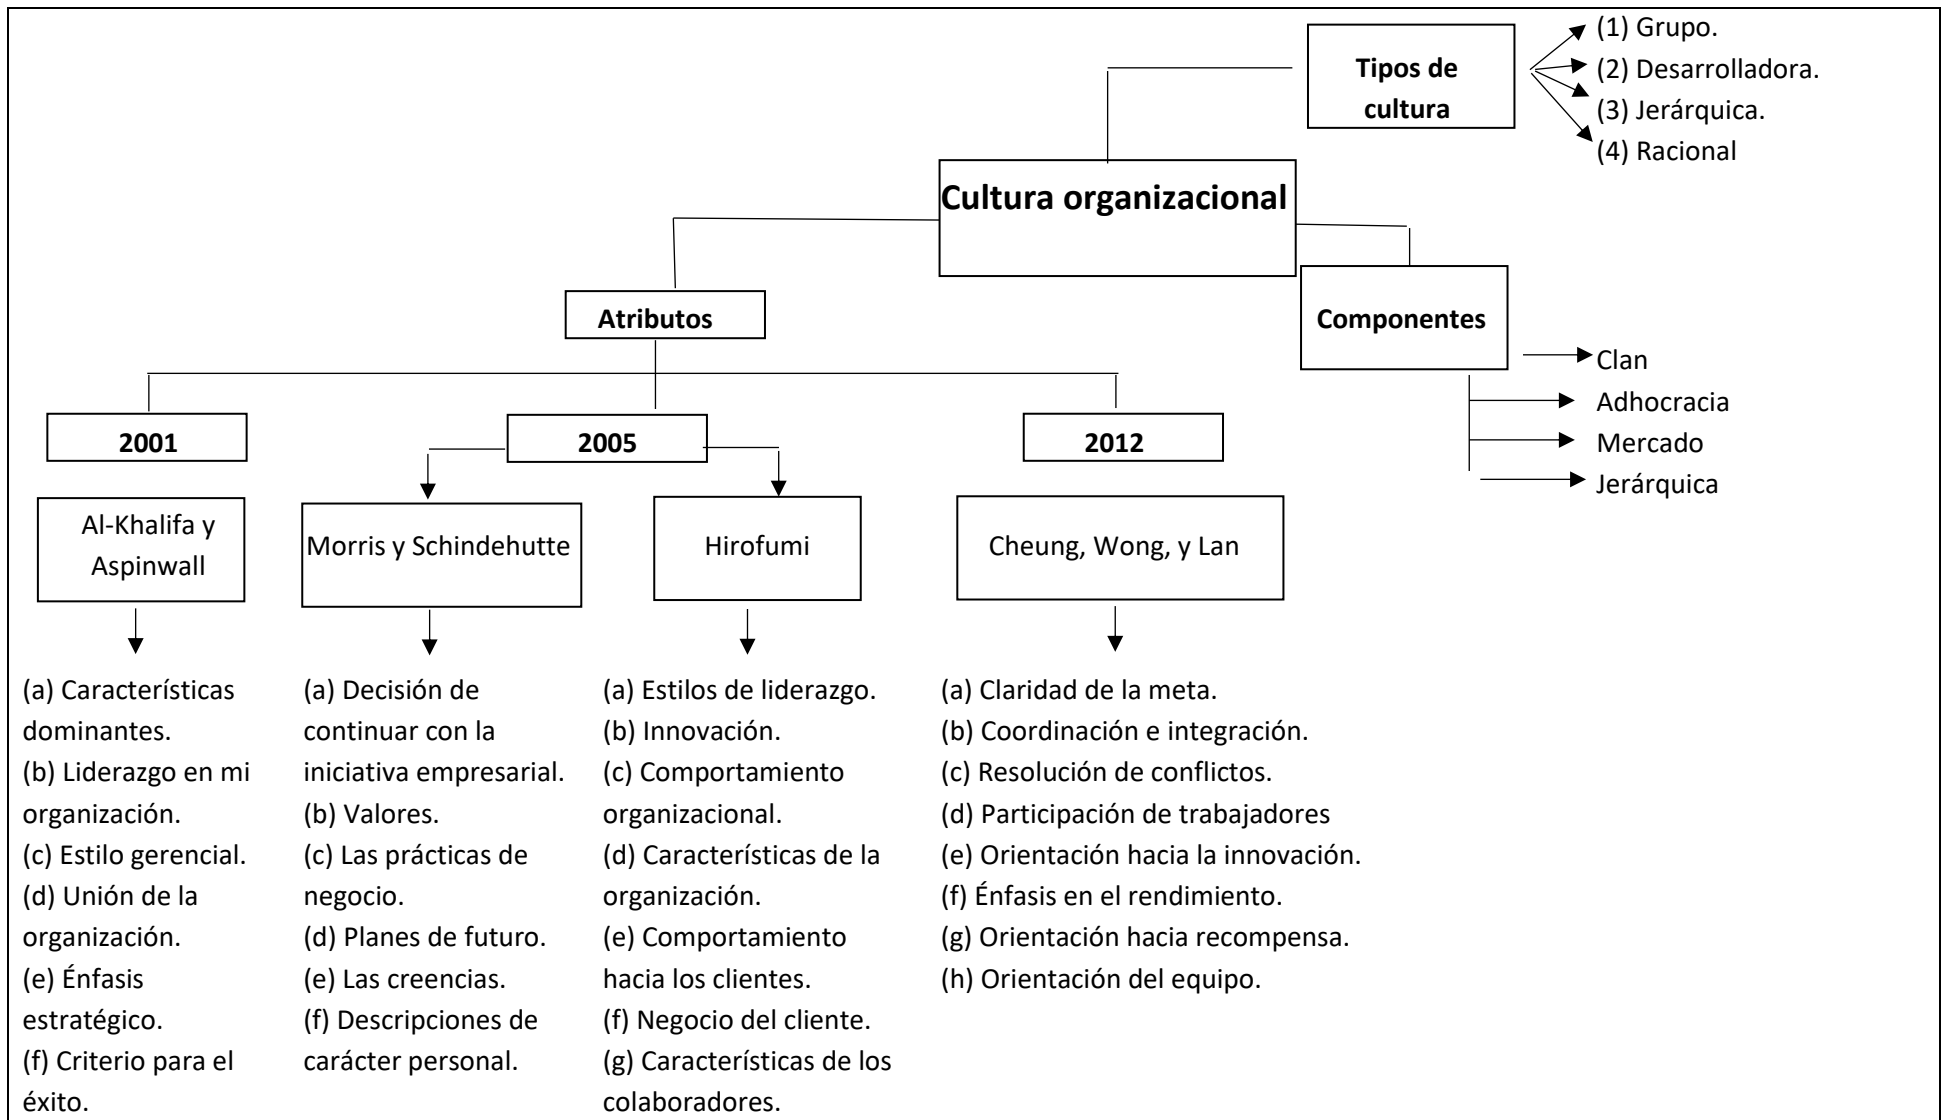 (1) Grupo.
Tipos de
cultura
(2) Desarrolladora.
(3) Jerárquica.
(4) Racional
Cultura organizacional
Atributos
Componentes
Clan
Adhocracia
Mercado
Jerárquica
2001
2005
2012
Al-Khalifa y
Aspinwall
Morris y Schindehutte
Hirofumi
Cheung, Wong, y Lan
(a) Características
dominantes.
(b) Liderazgo en mi
organización.
(c) Estilo gerencial.
(d) Unión de la
organización.
(e) Énfasis
estratégico.
(f) Criterio para el
éxito.
(a) Decisión de
continuar con la
iniciativa empresarial.
(b) Valores.
(c) Las prácticas de
negocio.
(d) Planes de futuro.
(e) Las creencias.
(f) Descripciones de
carácter personal.
(a) Estilos de liderazgo.
(b) Innovación.
(c) Comportamiento
organizacional.
(d) Características de la
organización.
(e) Comportamiento
hacia los clientes.
(f) Negocio del cliente.
(g) Características de los
colaboradores.
(a) Claridad de la meta.
(b) Coordinación e integración.
(c) Resolución de conflictos.
(d) Participación de trabajadores
(e) Orientación hacia la innovación.
(f) Énfasis en el rendimiento.
(g) Orientación hacia recompensa.
(h) Orientación del equipo.